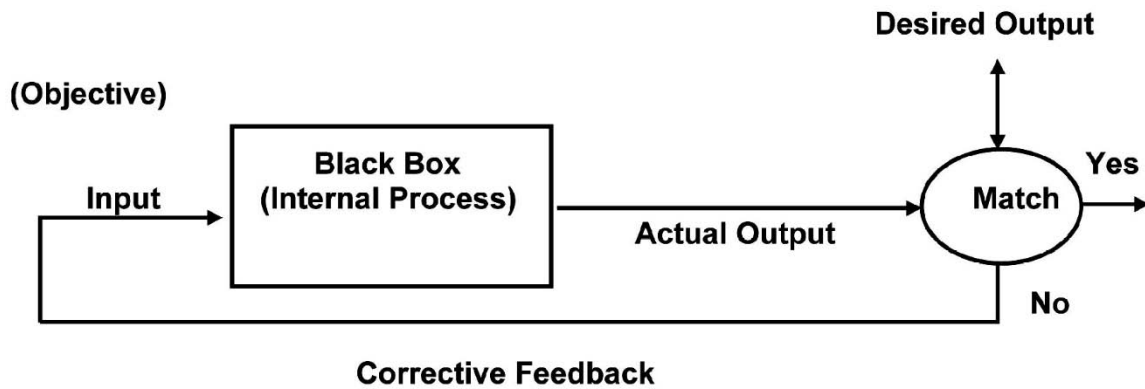 Desired Output
(Objective)
Black Box
(Internal Process)
Input
Actual Output
Match
Yes
No
Corrective Feedback